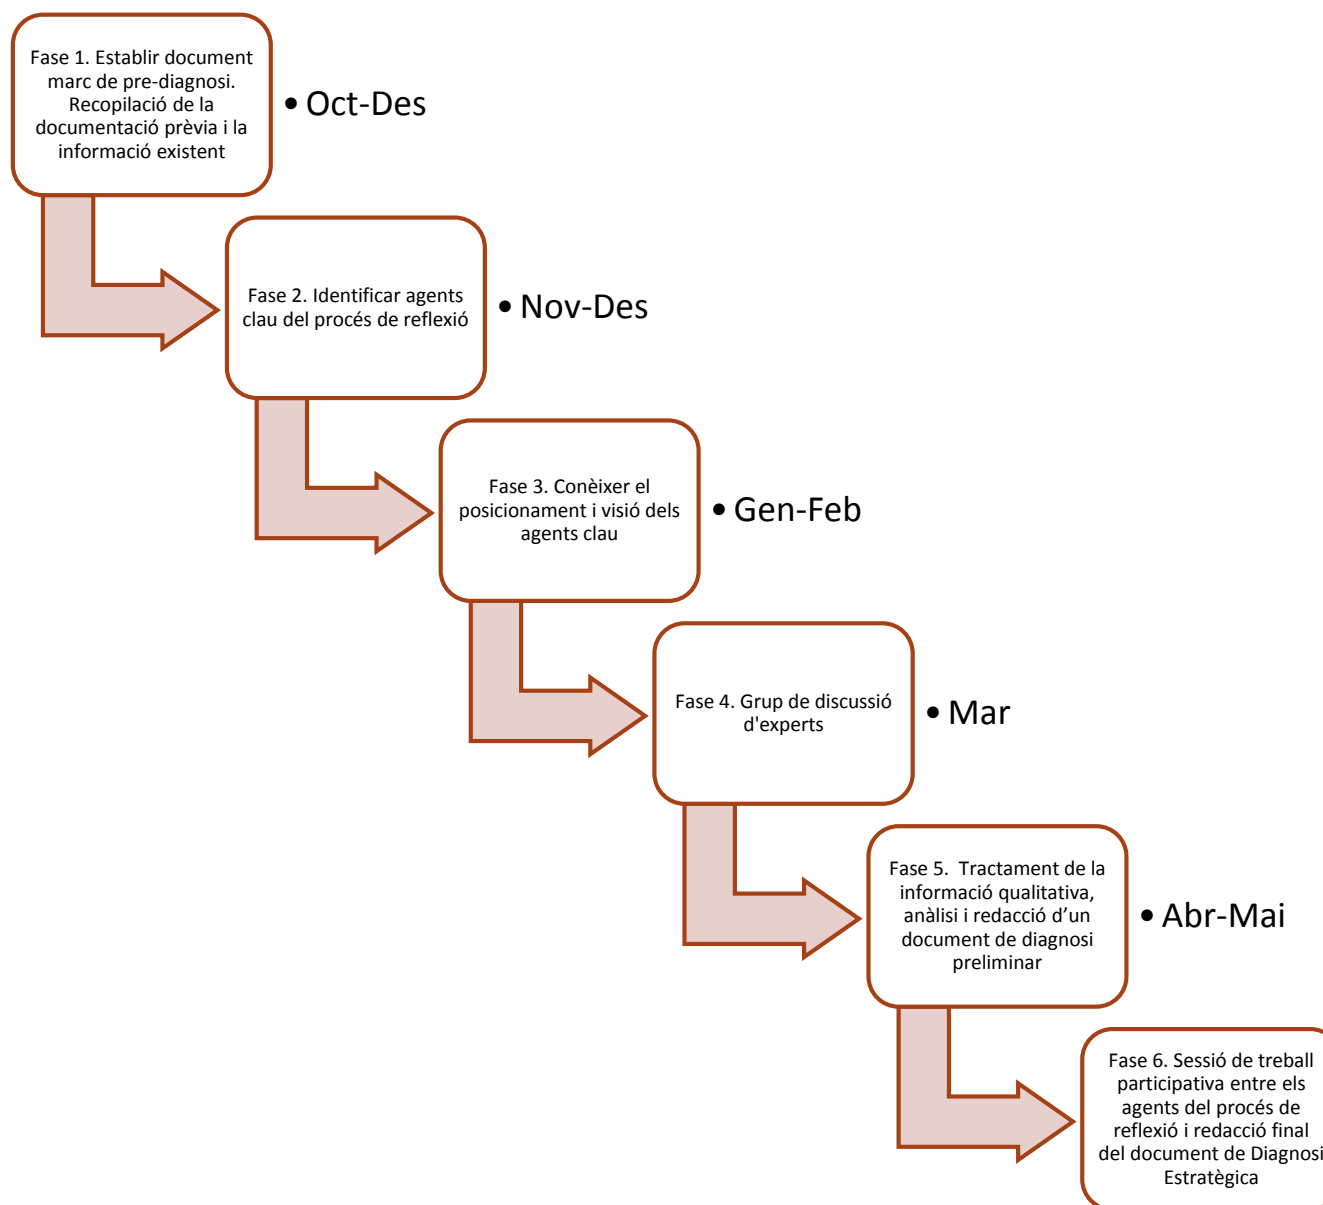 Fase 1. Establir document
marc de pre-diagnosi.
Recopilació de la
documentació prèvia i la
informació existent
• Oct-Des
Fase 2. Identificar agents
clau del procés de reflexió
• Nov-Des
Fase 3. Conèixer el
posicionament i visió dels
agents clau
• Gen-Feb
Fase 4. Grup de discussió
d'experts
• Mar
Fase 5.  Tractament de la
informació qualitativa,
anàlisi i redacció d’un
document de diagnosi
preliminar
• Abr-Mai
Fase 6. Sessió de treball
participativa entre els
agents del procés de
reflexió i redacció final
del document de Diagnosi
Estratègica